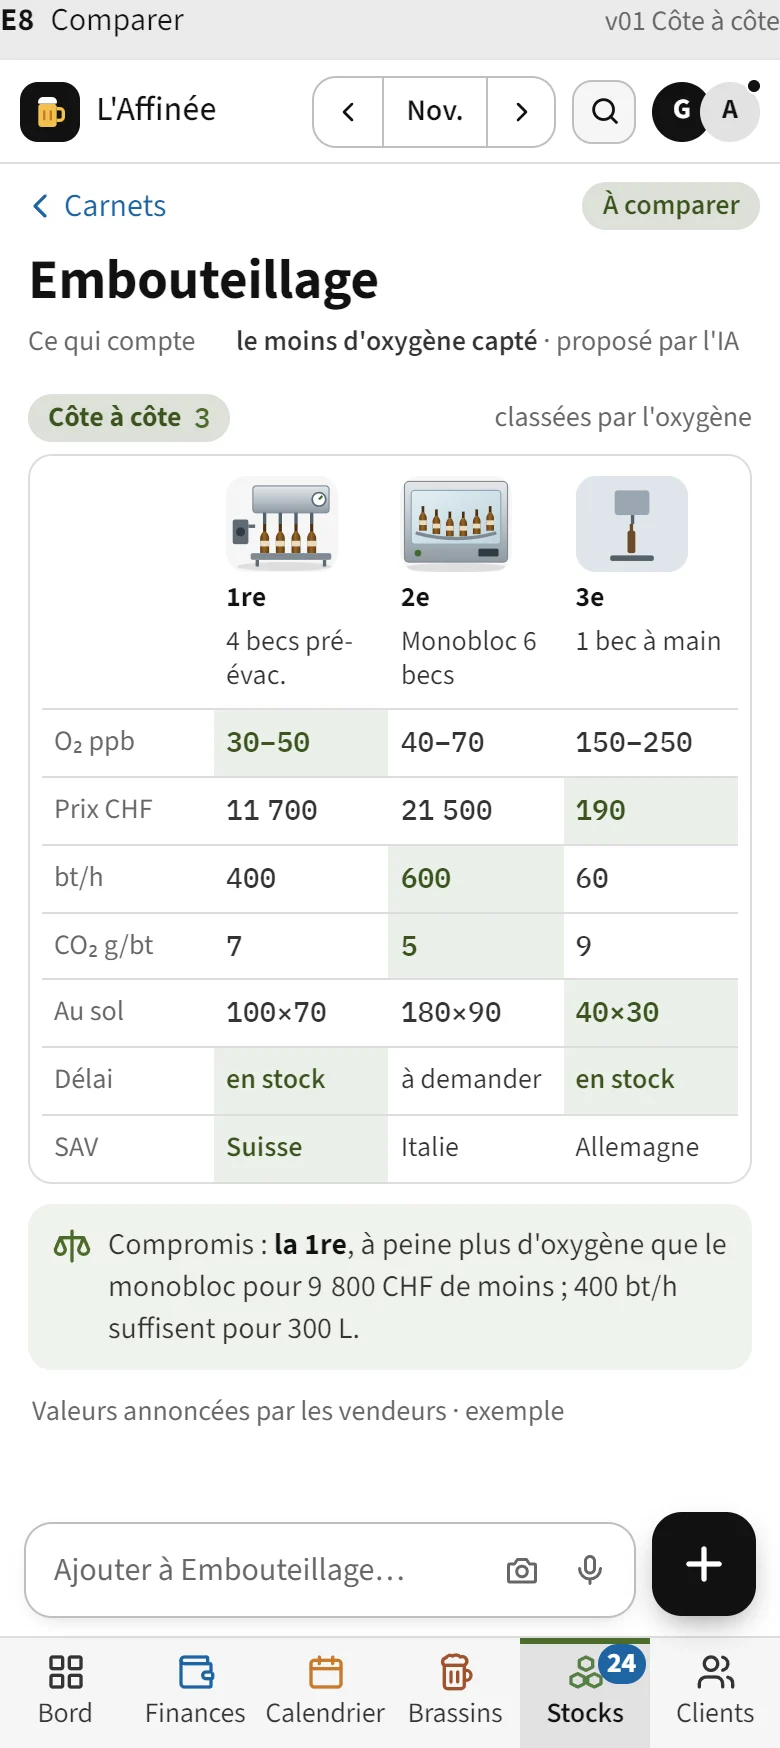 E8 Comparer v01 Côte à côte
L'Affinée Nov. G A
Carnets À comparer
Embouteillage
Ce qui compte le moins d'oxygène capté · proposé par l'IA
Côte à côte 3 classées par l'oxygène
1re 2e 3e
4 becs pré-évac. Monobloc 6 becs 1 bec à main
O₂ ppb 30–50 40–70 150–250
Prix CHF 11 700 21 500 190
bt/h 400 600 60
CO₂ g/bt 7 5 9
Au sol 100×70 180×90 40×30
Délai en stock à demander en stock
SAV Suisse Italie Allemagne
Compromis : la 1re, à peine plus d'oxygène que le
monobloc pour 9 800 CHF de moins ; 400 bt/h
suffisent pour 300 L.
Valeurs annoncées par les vendeurs · exemple
Ajouter à Embouteillage…
24
Bord Finances Calendrier Brassins Stocks Clients